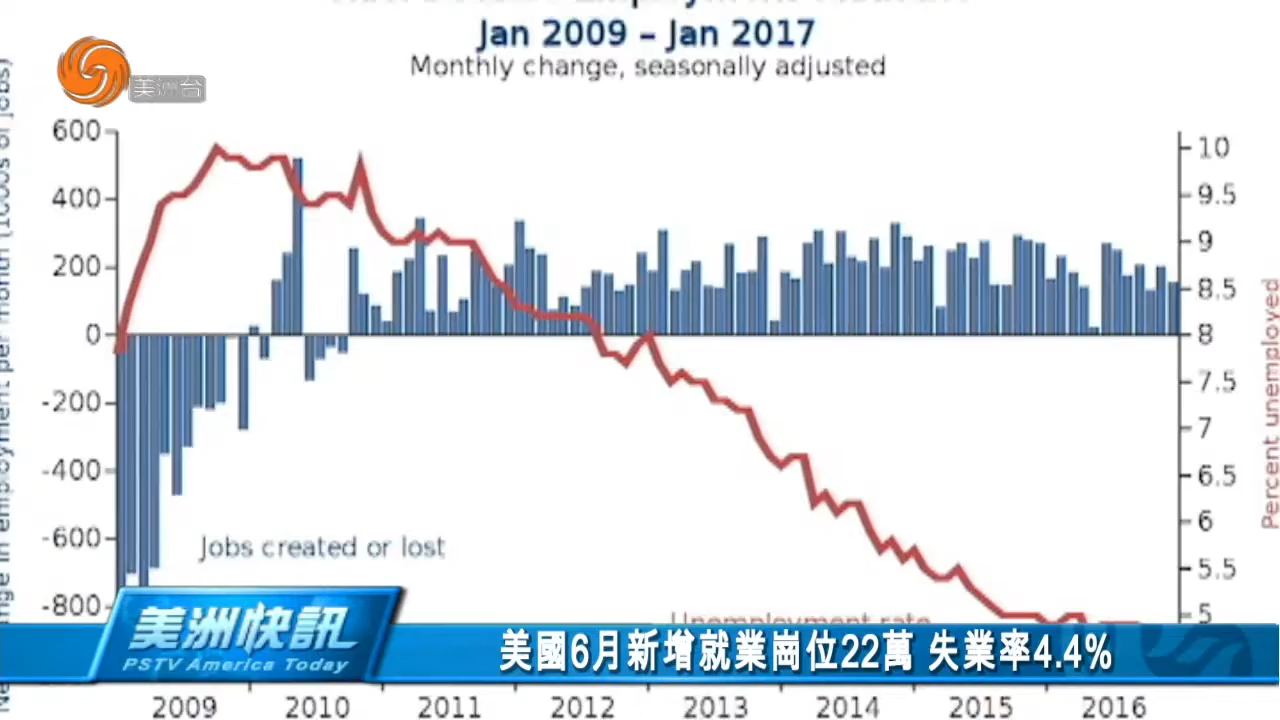 Jan 2009 – Jan 2017
Monthly change, seasonally adjusted
美洲台
600
400
200
0
-200
-400
-600
-800
10
9.5
9
8.5
8
7.5
7
6.5
6
5.5
5
Percent unemployed
Jobs created or lost
Unemployment rate
美洲快訊
PSTV America Today
美國6月新增就業崗位22萬 失業率4.4%
2009 2010 2011 2012 2013 2014 2015 2016